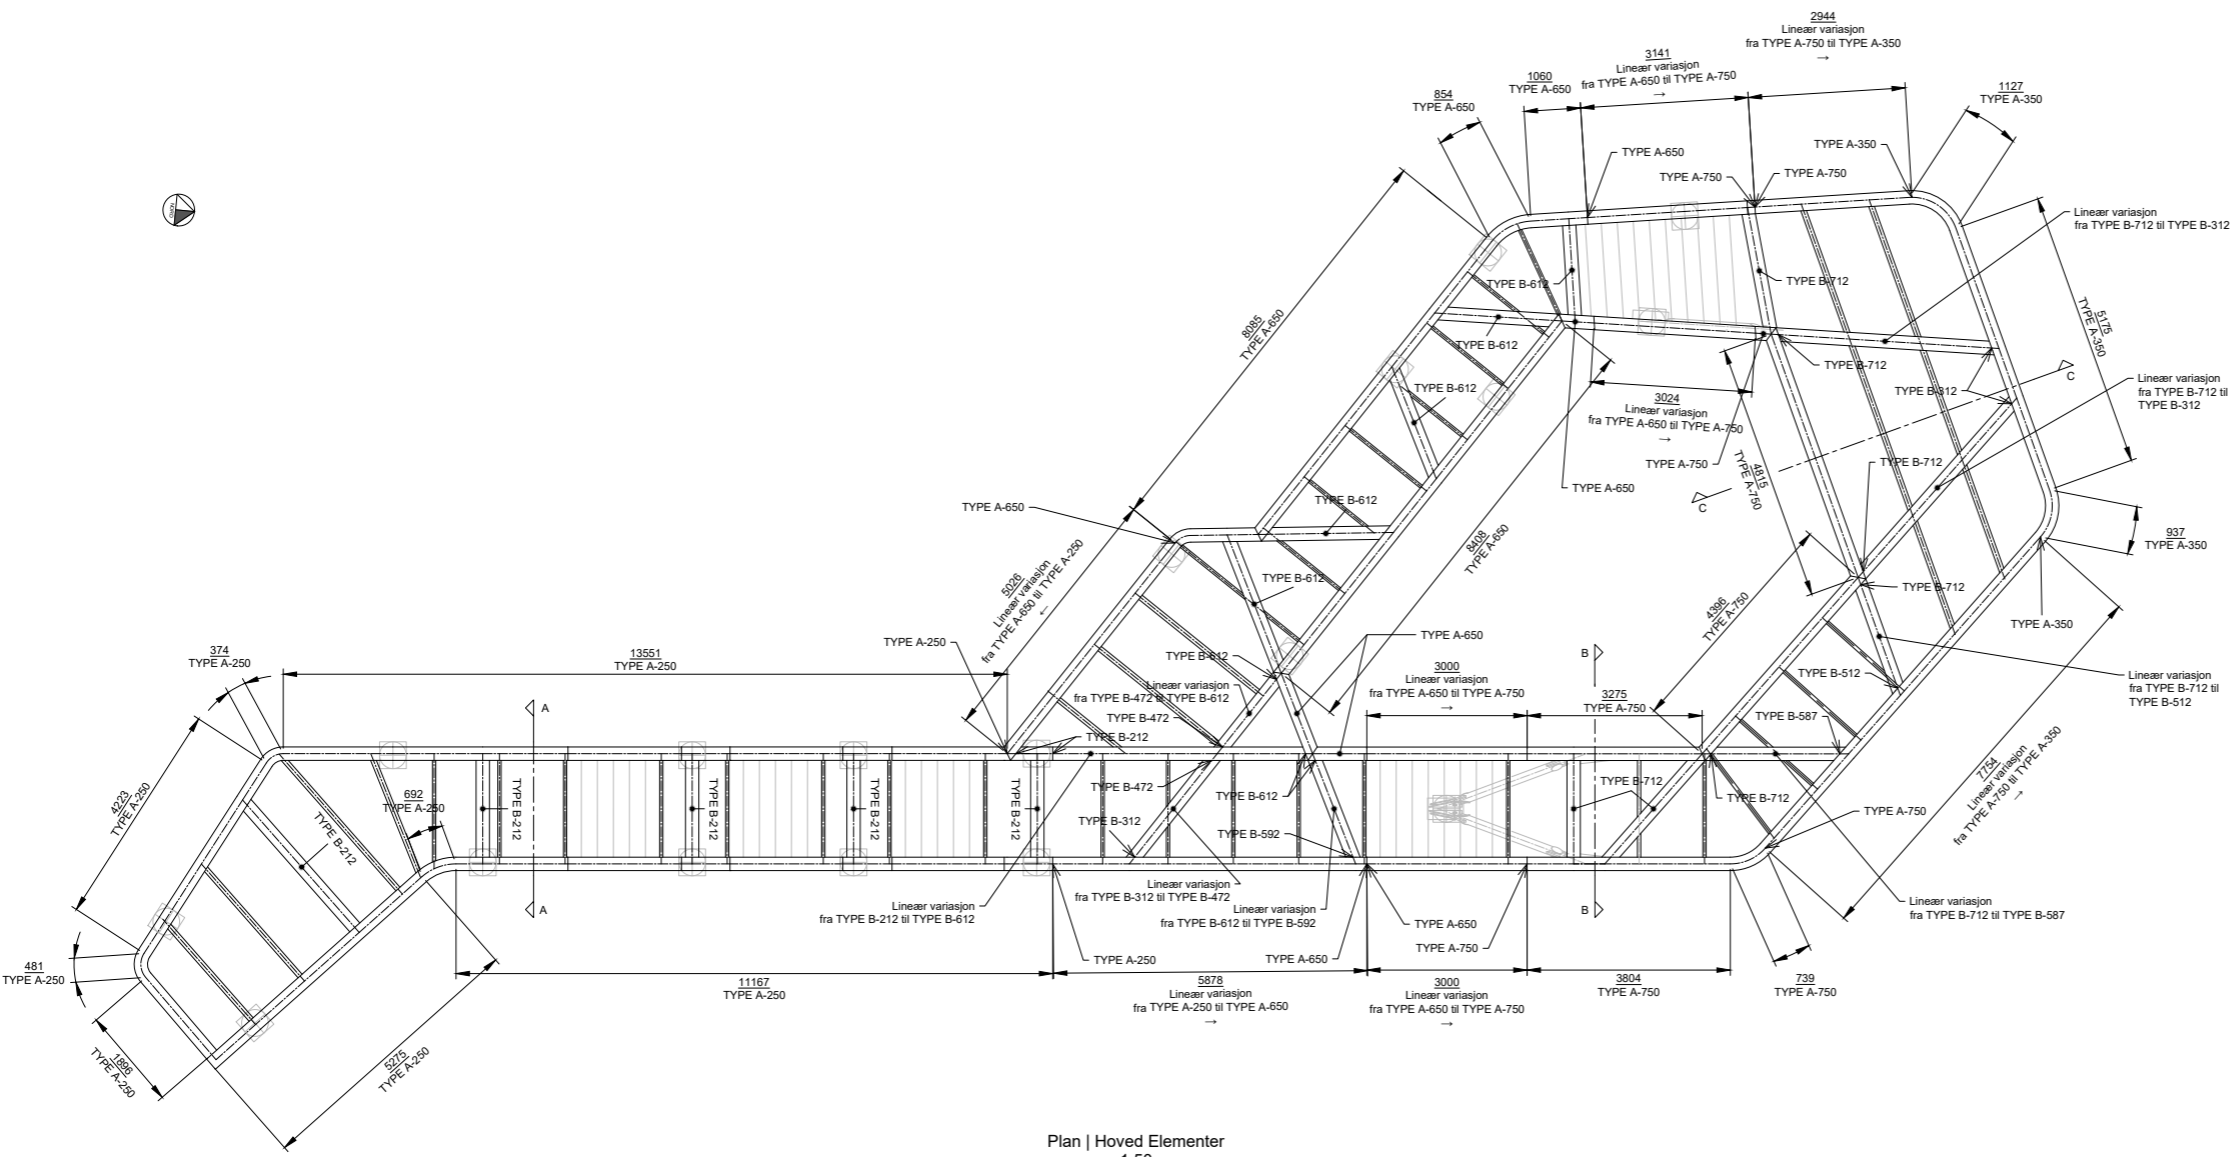 2944
Lineær variasjon
fra TYPE A-750 til TYPE A-350
→
3141
Lineær variasjon
fra TYPE A-650 til TYPE A-750
→
1060
TYPE A-650
854
TYPE A-650
1127
TYPE A-350
TYPE A-650
TYPE A-350
TYPE A-750
TYPE A-750
NORD
Lineær variasjon
fra TYPE B-712 til TYPE B-312
8085
TYPE A-650
TYPE B-612
TYPE B-712
5175
TYPE A-350
TYPE B-612
TYPE B-712
TYPE B-612
TYPE B-312
C
Lineær variasjon
fra TYPE B-712 til
TYPE B-312
3024
Lineær variasjon
fra TYPE A-650 til TYPE A-750
→
TYPE A-750
TYPE B-712
4815
TYPE A-750
TYPE A-650
C
TYPE B-612
TYPE A-650
937
TYPE A-350
5026
Lineær variasjon
fra TYPE A-650 til TYPE A-250
←
8408
TYPE A-650
TYPE B-612
TYPE B-712
4396
TYPE A-750
TYPE A-350
TYPE A-250
TYPE A-650
374
TYPE A-250
13551
TYPE A-250
TYPE B-612
B
3000
Lineær variasjon
fra TYPE A-650 til TYPE A-750
→
3275
TYPE A-750
TYPE B-512
Lineær variasjon
fra TYPE B-712 til
TYPE B-512
Lineær variasjon
fra TYPE B-472 til TYPE B-612
TYPE B-472
TYPE B-587
A
TYPE B-212
7754
Lineær variasjon
fra TYPE A-750 til TYPE A-350
→
4223
TYPE A-250
692
TYPE A-250
TYPE B-212
TYPE B-212
TYPE B-212
TYPE B-212
TYPE B-212
TYPE B-472
TYPE B-612
TYPE B-712
TYPE B-712
TYPE B-312
TYPE B-592
TYPE A-750
Lineær variasjon
fra TYPE B-312 til TYPE B-472
Lineær variasjon
fra TYPE B-212 til TYPE B-612
A
Lineær variasjon
fra TYPE B-612 til TYPE B-592
B
Lineær variasjon
fra TYPE B-712 til TYPE B-587
TYPE A-650
TYPE A-750
TYPE A-250
TYPE A-650
481
TYPE A-250
11167
TYPE A-250
5878
Lineær variasjon
fra TYPE A-250 til TYPE A-650
→
3000
Lineær variasjon
fra TYPE A-650 til TYPE A-750
→
3804
TYPE A-750
739
TYPE A-750
1896
TYPE A-250
5275
TYPE A-250
Plan | Hoved Elementer